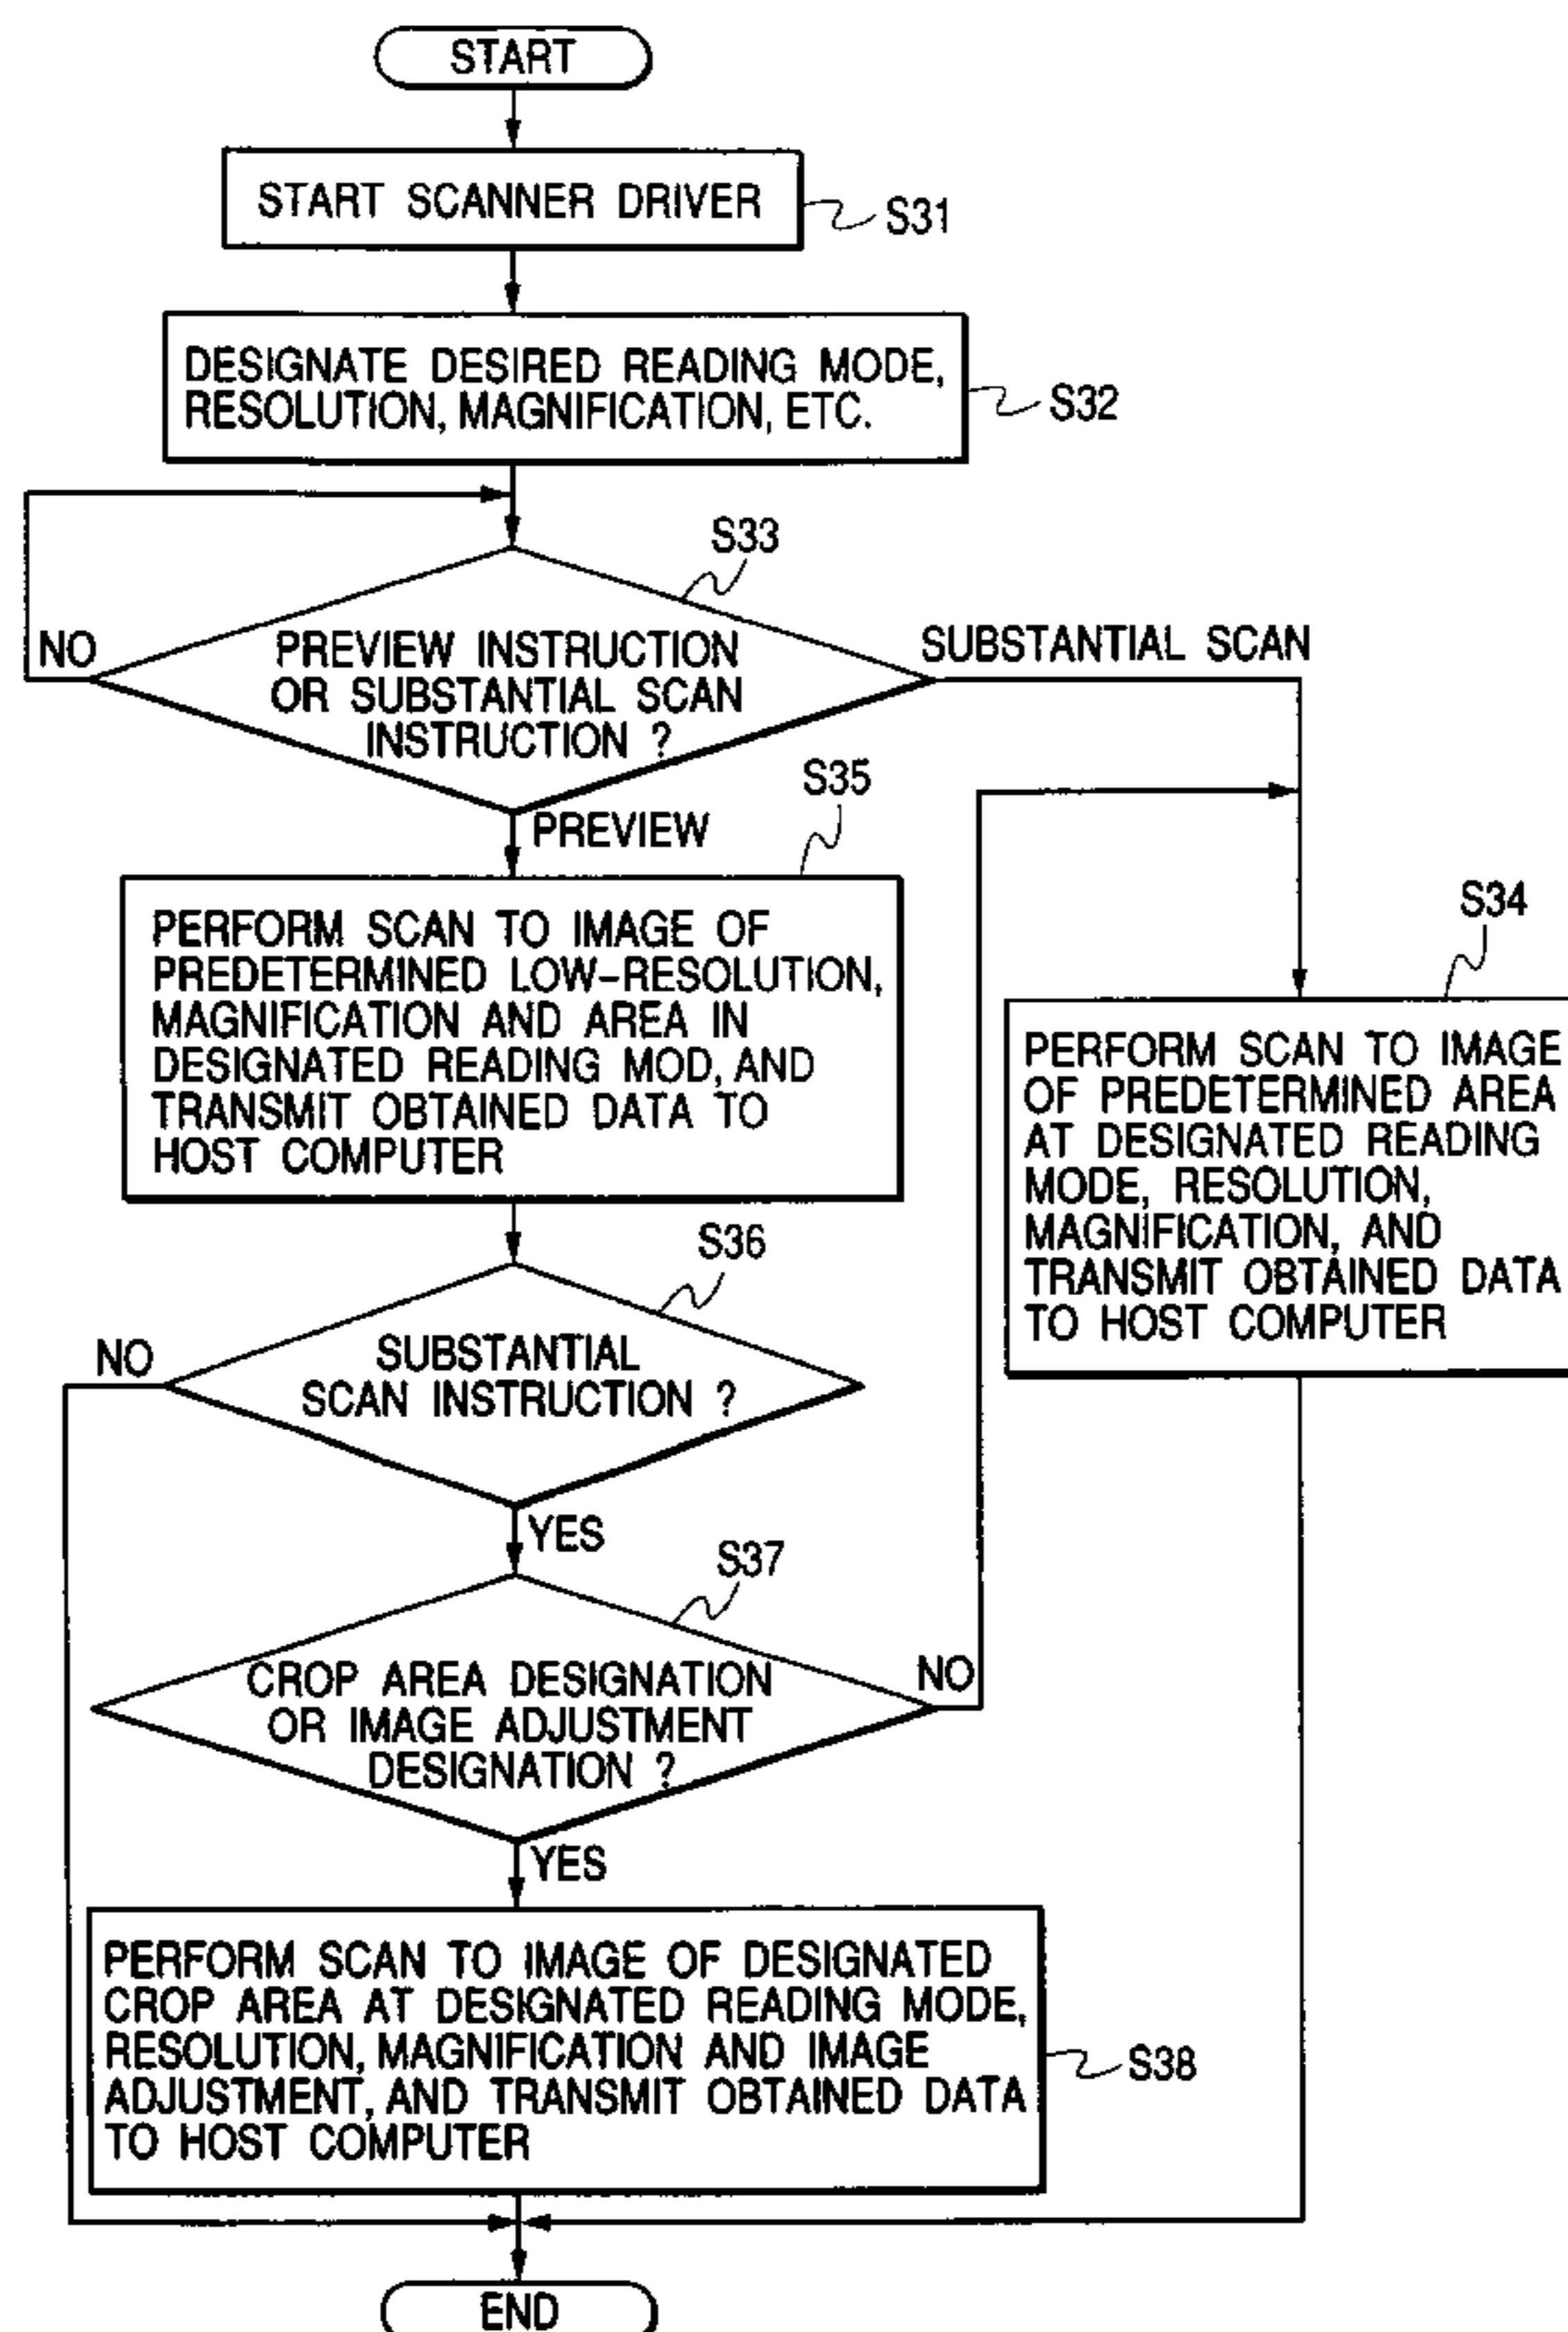 START
START SCANNER DRIVER
S31
DESIGNATE DESIRED READING MODE,
RESOLUTION, MAGNIFICATION, ETC.
S32
S33
NO
PREVIEW INSTRUCTION
OR SUBSTANTIAL SCAN
INSTRUCTION ?
SUBSTANTIAL SCAN
PREVIEW
S35
PERFORM SCAN TO IMAGE OF
PREDETERMINED LOW-RESOLUTION,
MAGNIFICATION AND AREA IN
DESIGNATED READING MOD, AND
TRANSMIT OBTAINED DATA TO
HOST COMPUTER
S34
PERFORM SCAN TO IMAGE
OF PREDETERMINED AREA
AT DESIGNATED READING
MODE, RESOLUTION,
MAGNIFICATION, AND
TRANSMIT OBTAINED DATA
TO HOST COMPUTER
S36
NO
SUBSTANTIAL
SCAN INSTRUCTION ?
YES
S37
CROP AREA DESIGNATION
OR IMAGE ADJUSTMENT
DESIGNATION ?
NO
YES
PERFORM SCAN TO IMAGE OF DESIGNATED
CROP AREA AT DESIGNATED READING MODE,
RESOLUTION, MAGNIFICATION AND IMAGE
ADJUSTMENT, AND TRANSMIT OBTAINED DATA
TO HOST COMPUTER
S38
END